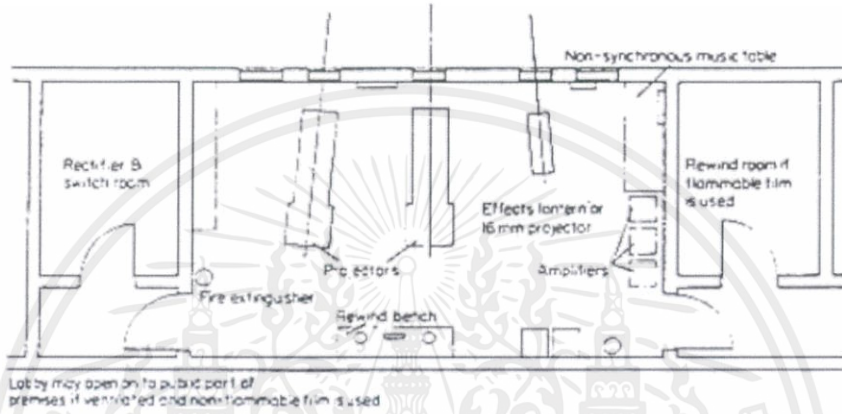 Non-synchronous music table
Rectifier &
switch room
Rewind room if
flammable film
is used
Effects lantern or
16 mm projector
Projectors
Amplifiers
Fire extinguisher
Rewind bench
Lobby may open on to public part of
premises if ventilated and non-flammable film is used